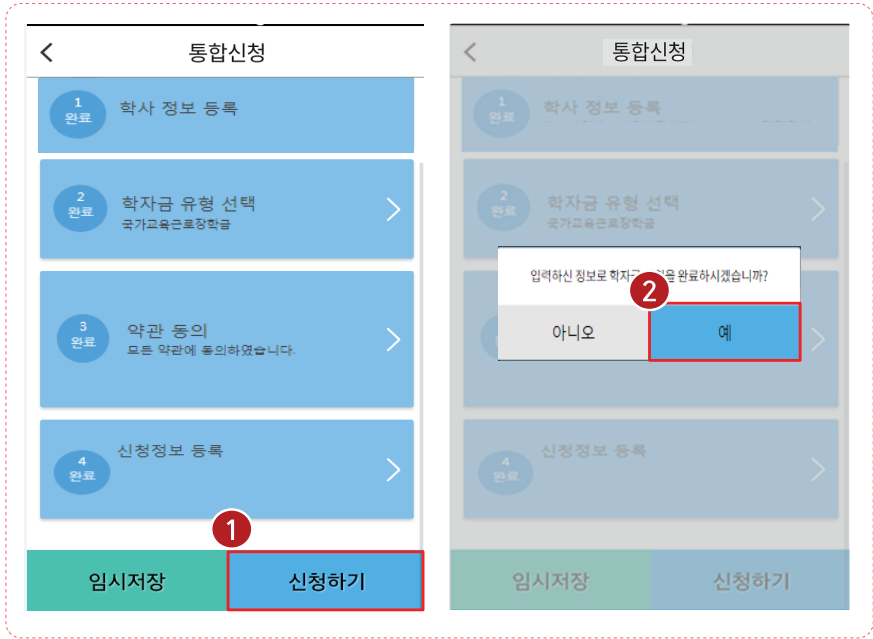 통합신청
1
완료
학사 정보 등록
2
완료
학자금 유형 선택
국가교육근로장학금
3
완료
약관 동의
모든 약관에 동의하였습니다.
4
완료
신청정보 등록
1
임시저장
신청하기
통합신청
1
완료
학사 정보 등록
2
완료
학자금 유형 선택
국가교육근로장학금
입력하신 정보로 학자금 을 완료하시겠습니까?
2
아니오
예
4
완료
신청정보 등록
임시저장
신청하기